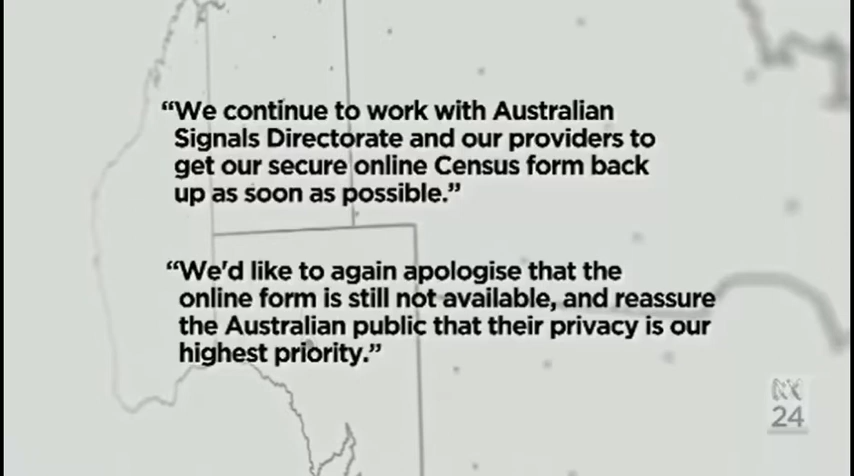 “We continue to work with Australian
Signals Directorate and our providers to
get our secure online Census form back
up as soon as possible.”
“We'd like to again apologise that the
online form is still not available, and reassure
the Australian public that their privacy is our
highest priority.”
24